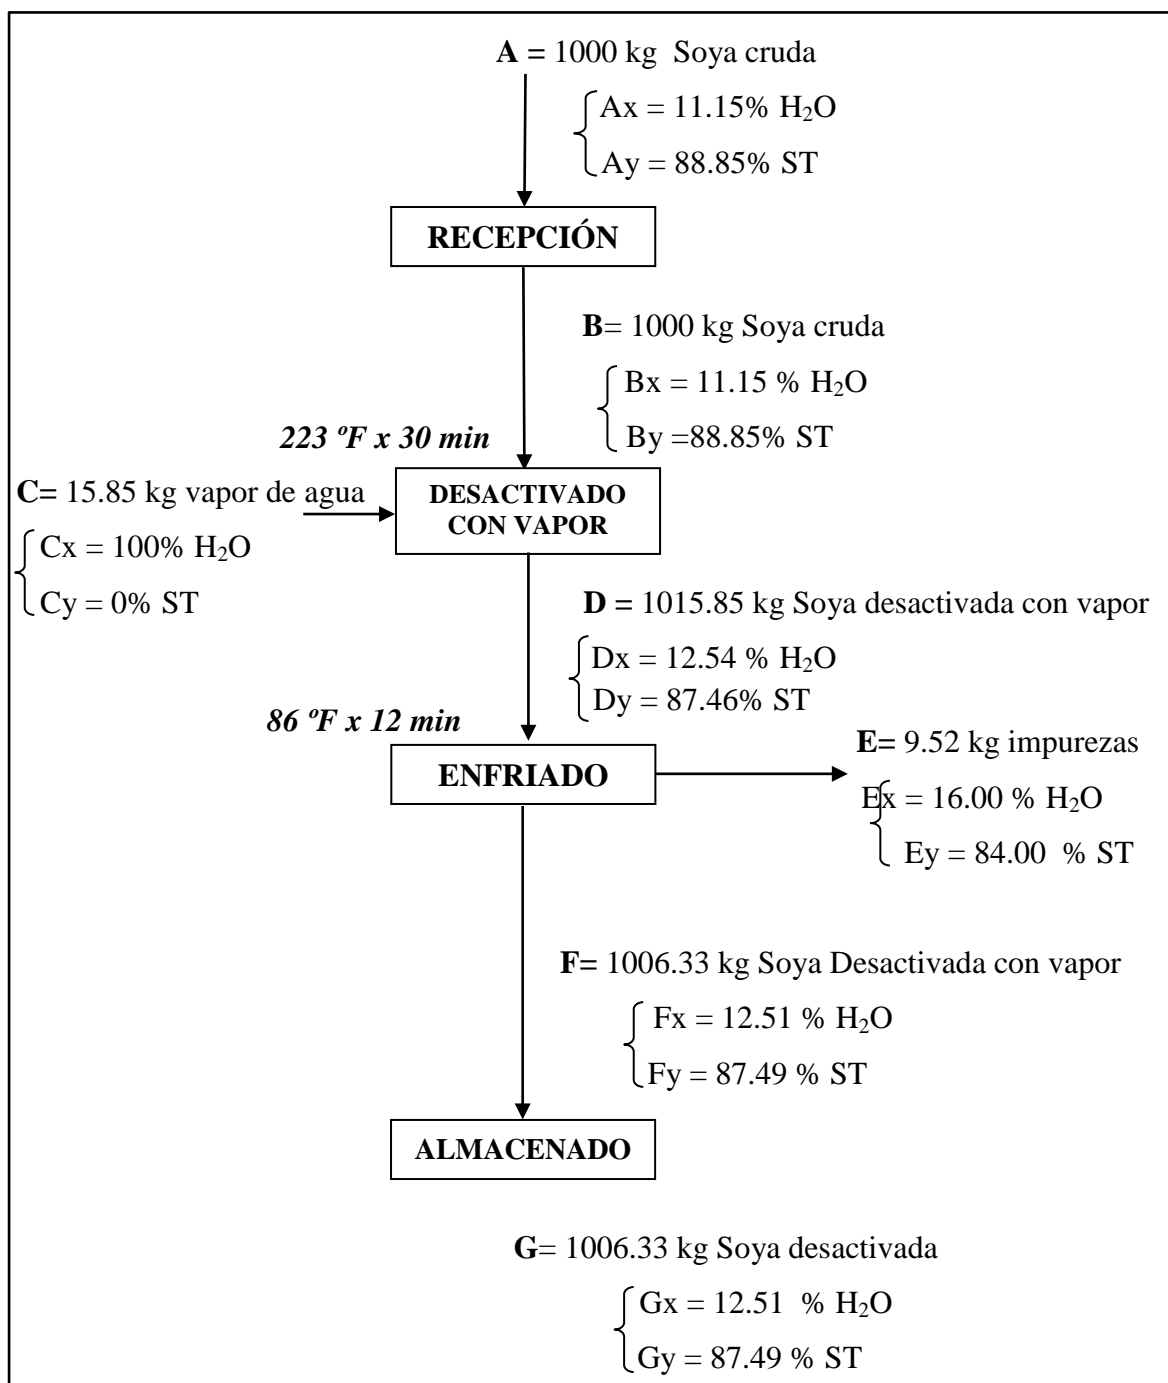 A = 1000 kg Soya cruda
Ax = 11.15% H₂O
Ay = 88.85% ST
RECEPCIÓN
B= 1000 kg Soya cruda
Bx = 11.15 % H₂O
By =88.85% ST
223 ºF x 30 min
C= 15.85 kg vapor de agua
Cx = 100% H₂O
Cy = 0% ST
DESACTIVADO
CON VAPOR
D = 1015.85 kg Soya desactivada con vapor
Dx = 12.54 % H₂O
Dy = 87.46% ST
86 ºF x 12 min
ENFRIADO
E= 9.52 kg impurezas
Ex = 16.00 % H₂O
Ey = 84.00 % ST
F= 1006.33 kg Soya Desactivada con vapor
Fx = 12.51 % H₂O
Fy = 87.49 % ST
ALMACENADO
G= 1006.33 kg Soya desactivada
Gx = 12.51 % H₂O
Gy = 87.49 % ST